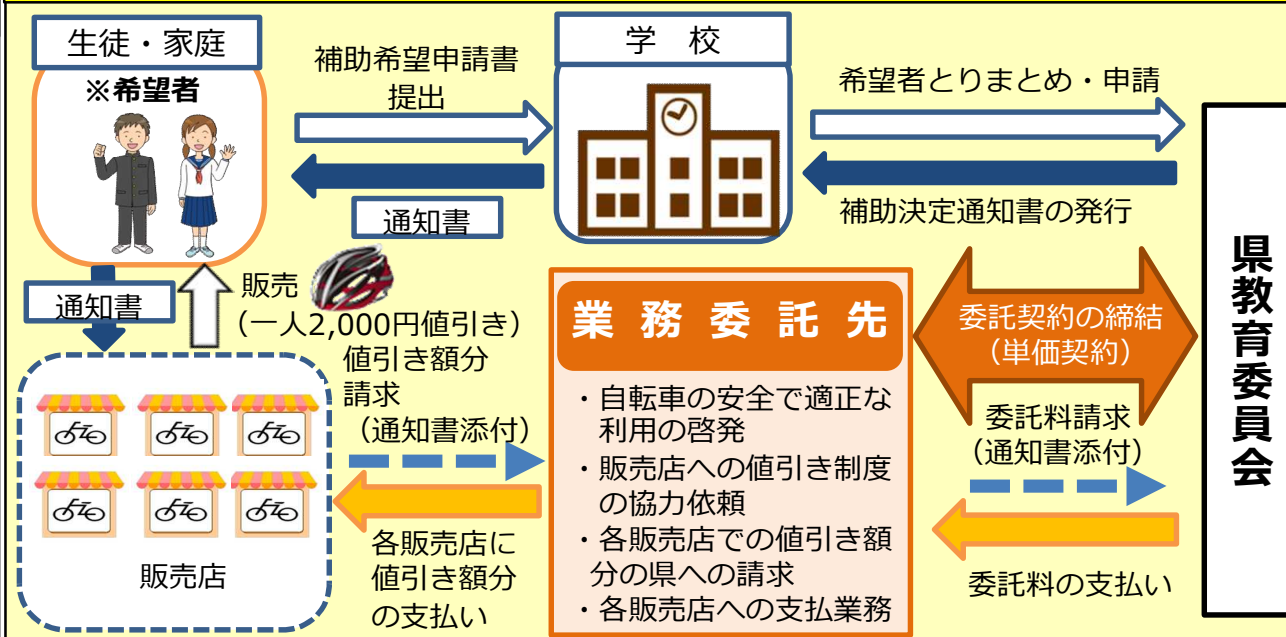 生徒・家庭
※希望者
補助希望申請書
提出
学　校
希望者とりまとめ・申請
通知書
補助決定通知書の発行
県教育委員会
通知書
販売
（一人2,000円値引き）
値引き額分
請求
（通知書添付）
販売店
各販売店に
値引き額分
の支払い
業務委託先
・自転車の安全で適正な
利用の啓発
・販売店への値引き制度
の協力依頼
・各販売店での値引き額
分の県への請求
・各販売店への支払業務
委託契約の締結
（単価契約）
委託料請求
（通知書添付）
委託料の支払い